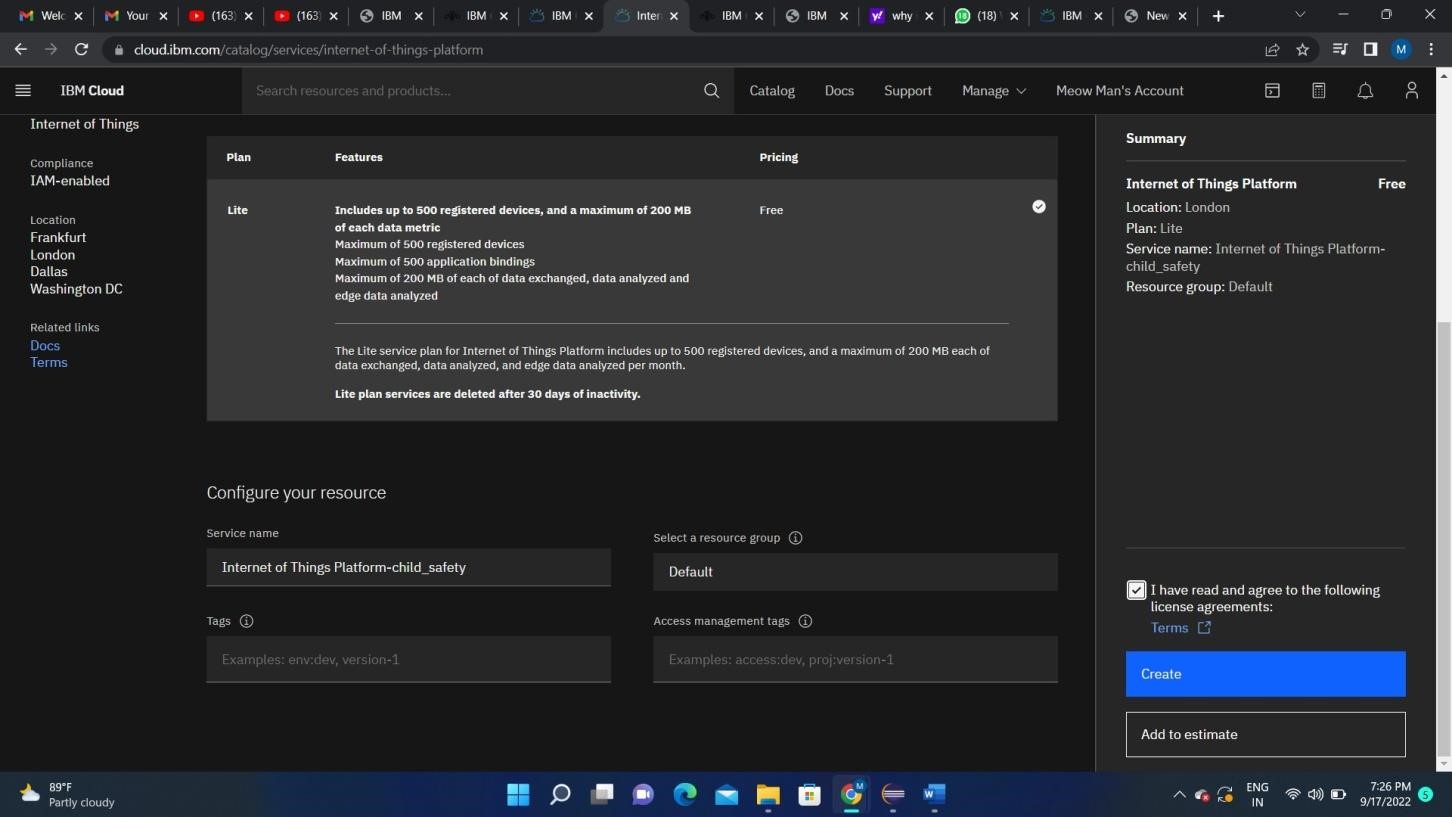 Welc
Your
(163)
(163)
IBM
IBM
IBM
Inter
IBM
IBM
why
(18)
IBM
New
cloud.ibm.com/catalog/services/internet-of-things-platform
M
IBM Cloud
Search resources and products...
Catalog
Docs
Support
Manage
Meow Man's Account
Internet of Things
Compliance
IAM-enabled
Location
Frankfurt
London
Dallas
Washington DC
Related links
Docs
Terms
Plan
Features
Pricing
Lite
Includes up to 500 registered devices, and a maximum of 200 MB
of each data metric
Maximum of 500 registered devices
Maximum of 500 application bindings
Maximum of 200 MB of each of data exchanged, data analyzed and
edge data analyzed
Free
The Lite service plan for Internet of Things Platform includes up to 500 registered devices, and a maximum of 200 MB each of
data exchanged, data analyzed, and edge data analyzed per month.
Lite plan services are deleted after 30 days of inactivity.
Configure your resource
Service name
Internet of Things Platform-child_safety
Select a resource group
Default
Tags
Examples: env:dev, version-1
Access management tags
Examples: access:dev, proj:version-1
Summary
Internet of Things Platform Free
Location: London
Plan: Lite
Service name: Internet of Things Platform-
child_safety
Resource group: Default
I have read and agree to the following
license agreements:
Terms
Create
Add to estimate
89°F
Partly cloudy
ENG
IN
7:26 PM
9/17/2022
5